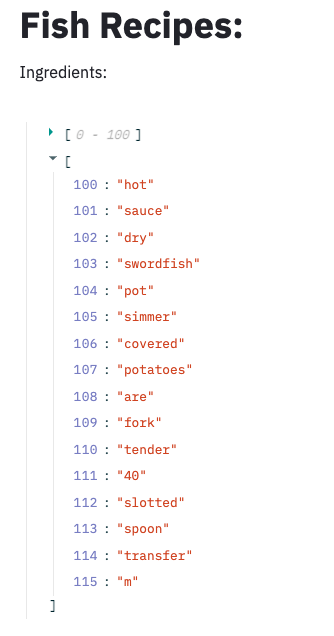 Fish Recipes:
Ingredients:
[ 0 - 100 ]
[
100 : "hot"
101 : "sauce"
102 : "dry"
103 : "swordfish"
104 : "pot"
105 : "simmer"
106 : "covered"
107 : "potatoes"
108 : "are"
109 : "fork"
110 : "tender"
111 : "40"
112 : "slotted"
113 : "spoon"
114 : "transfer"
115 : "m"
]